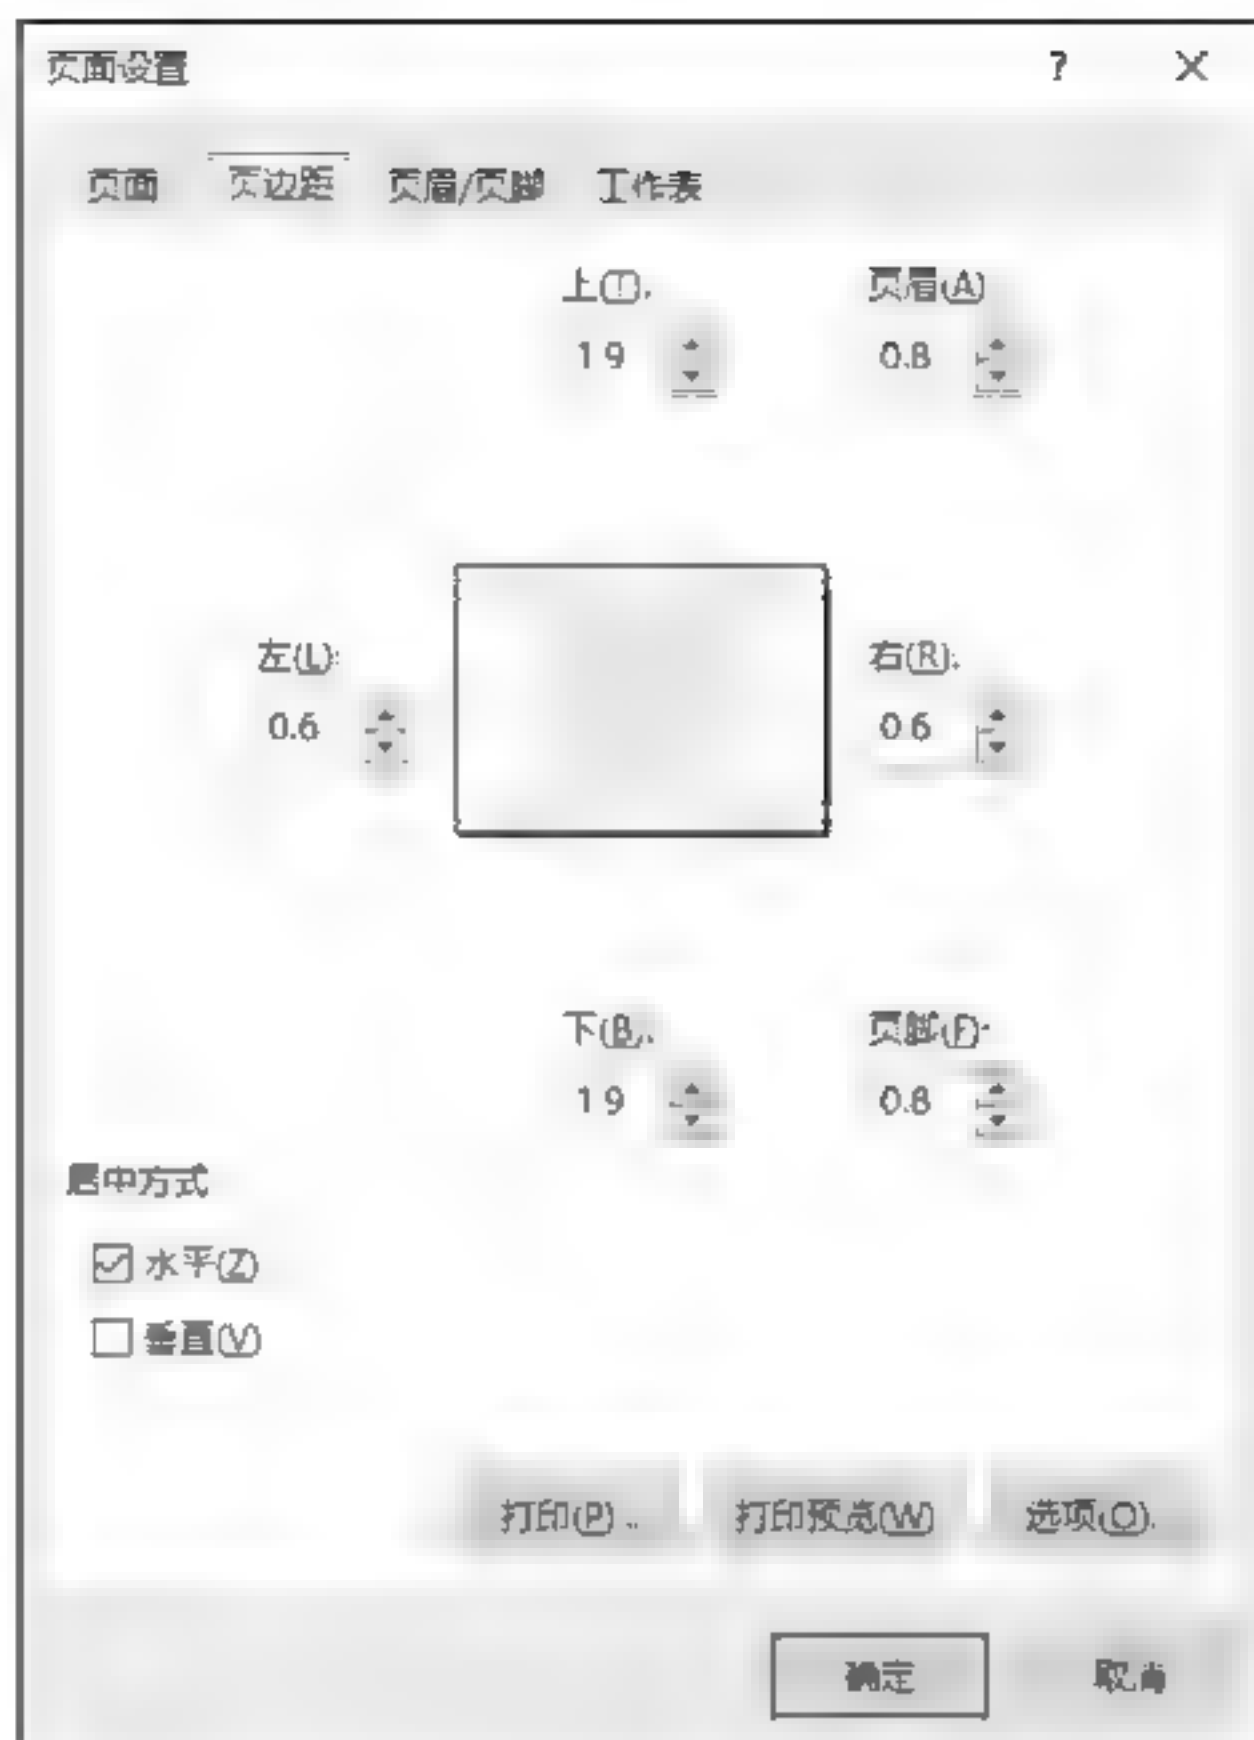 页面设置 ? ×
页面 页边距 页眉/页脚 工作表
上(T): 页眉(A)
1.9 0.8
左(L): 右(R):
0.6 0.6
下(B): 页脚(F):
1.9 0.8
居中方式
水平(Z)
垂直(V)
打印(P)... 打印预览(W) 选项(O)...
确定 取消